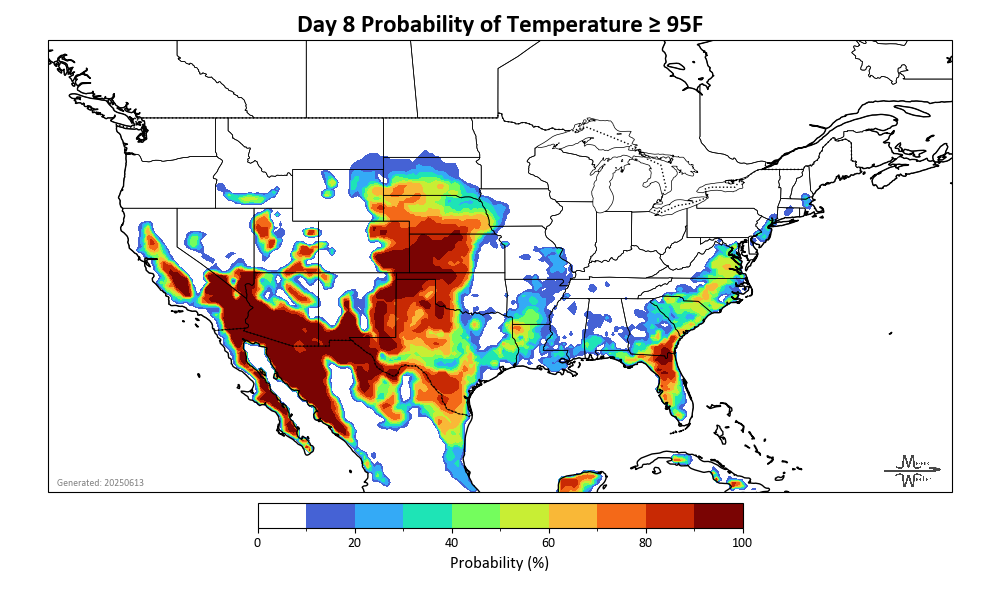 Day 8 Probability of Temperature ≥ 95F
Generated: 20250613
0 20 40 60 80 100
Probability (%)